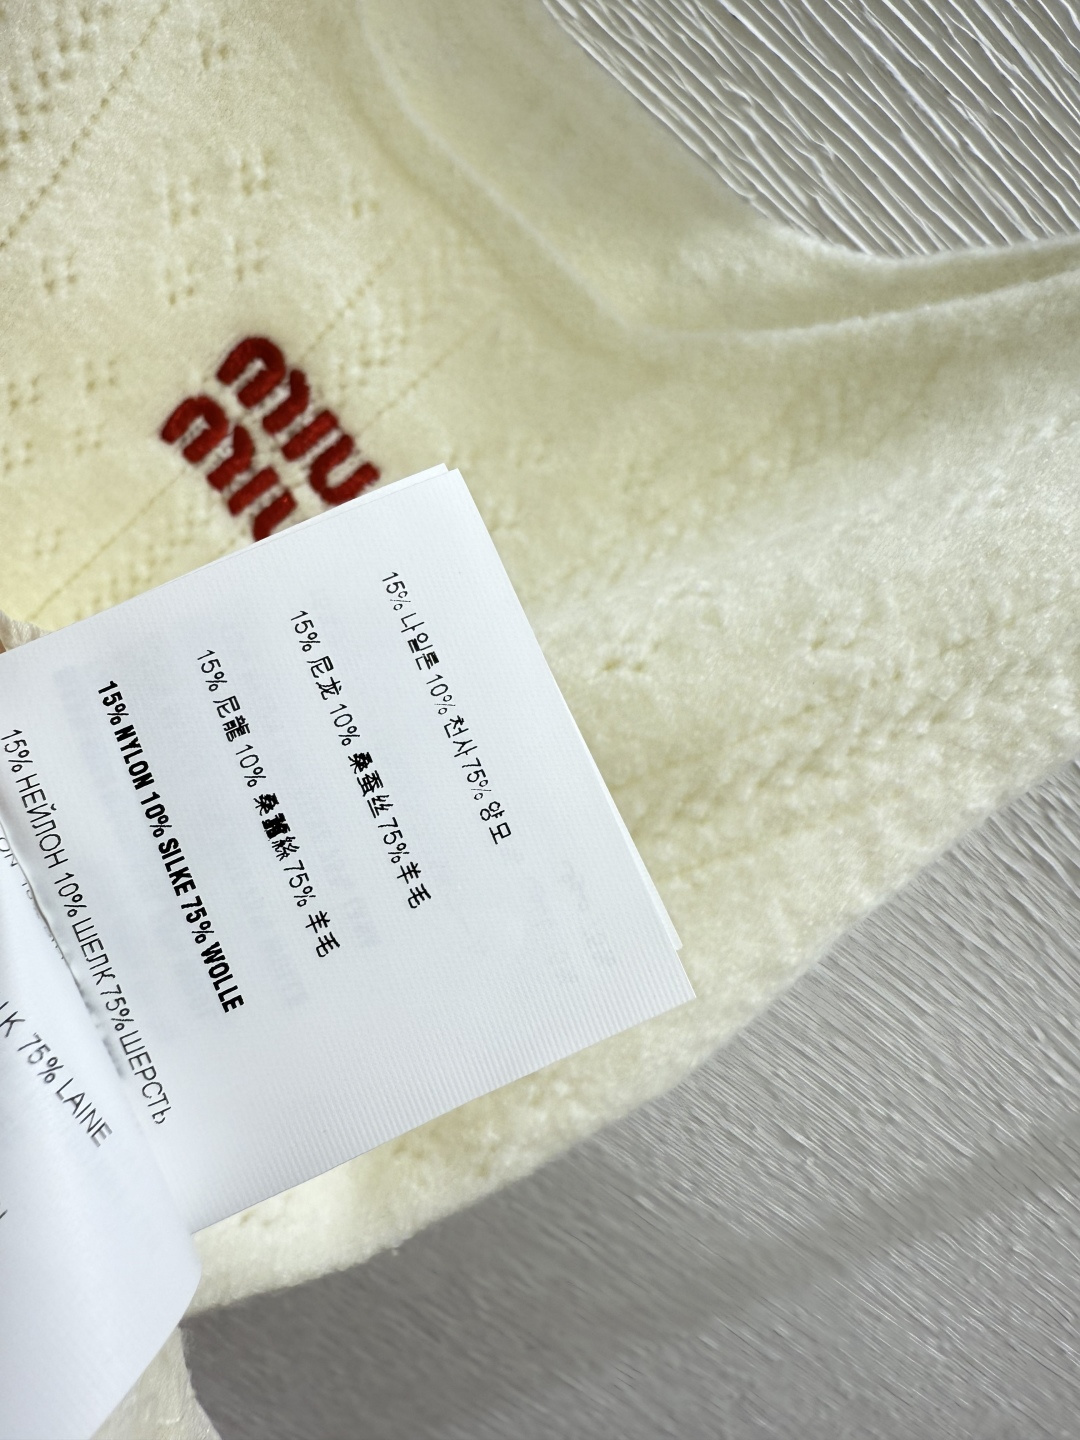 miu
miu
15% 나일론 10% 천사 75% 양모
15% 尼龙 10% 桑蚕丝 75% 羊毛
15% 尼龍 10% 桑蠶絲 75% 羊毛
15% NYLON 10% SILKE 75% WOLLE
15% НЕЙЛОН 10% ШЕЛК 75% ШЕРСТЬ
75% LAINE